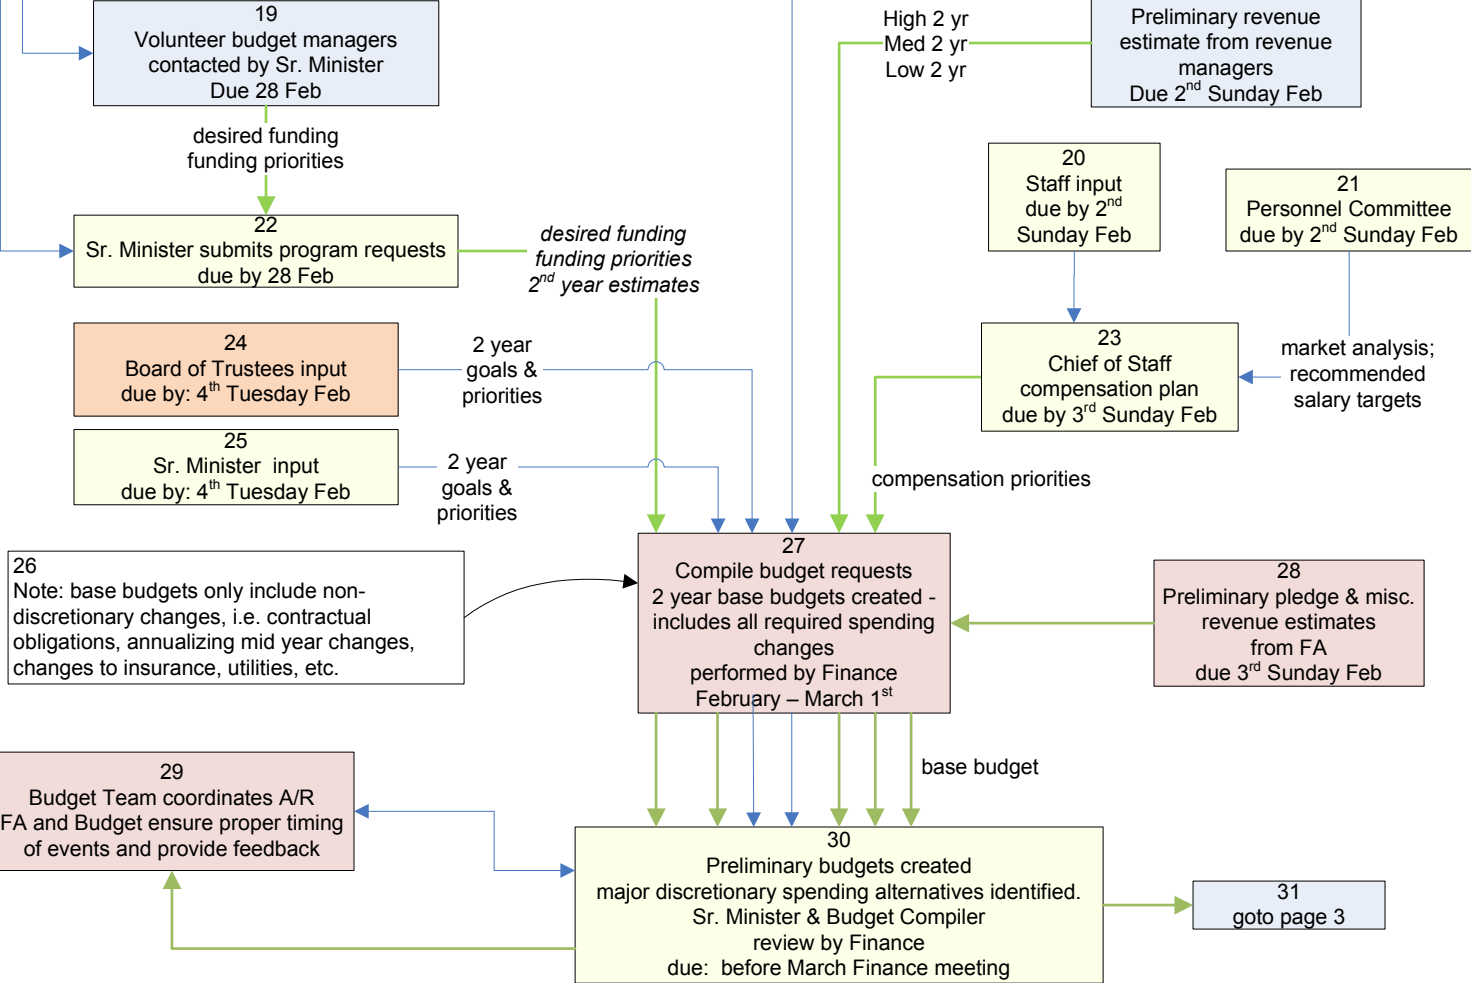 19
Volunteer budget managers
contacted by Sr. Minister
Due 28 Feb
High 2 yr
Med 2 yr
Low 2 yr
Preliminary revenue
estimate from revenue
managers
Due 2nd Sunday Feb
desired funding
funding priorities
20
Staff input
due by 2nd
Sunday Feb
21
Personnel Committee
due by 2nd Sunday Feb
22
Sr. Minister submits program requests
due by 28 Feb
desired funding
funding priorities
2nd year estimates
24
Board of Trustees input
due by: 4th Tuesday Feb
2 year
goals &
priorities
23
Chief of Staff
compensation plan
due by 3rd Sunday Feb
market analysis;
recommended
salary targets
25
Sr. Minister  input
due by: 4th Tuesday Feb
2 year
goals &
priorities
compensation priorities
26
Note: base budgets only include non-
discretionary changes, i.e. contractual
obligations, annualizing mid year changes,
changes to insurance, utilities, etc.
27
Compile budget requests
2 year base budgets created -
includes all required spending
changes
performed by Finance
February – March 1st
28
Preliminary pledge & misc.
revenue estimates
from FA
due 3rd Sunday Feb
base budget
29
Budget Team coordinates A/R
FA and Budget ensure proper timing
of events and provide feedback
30
Preliminary budgets created
major discretionary spending alternatives identified.
Sr. Minister & Budget Compiler
review by Finance
due:  before March Finance meeting
31
goto page 3